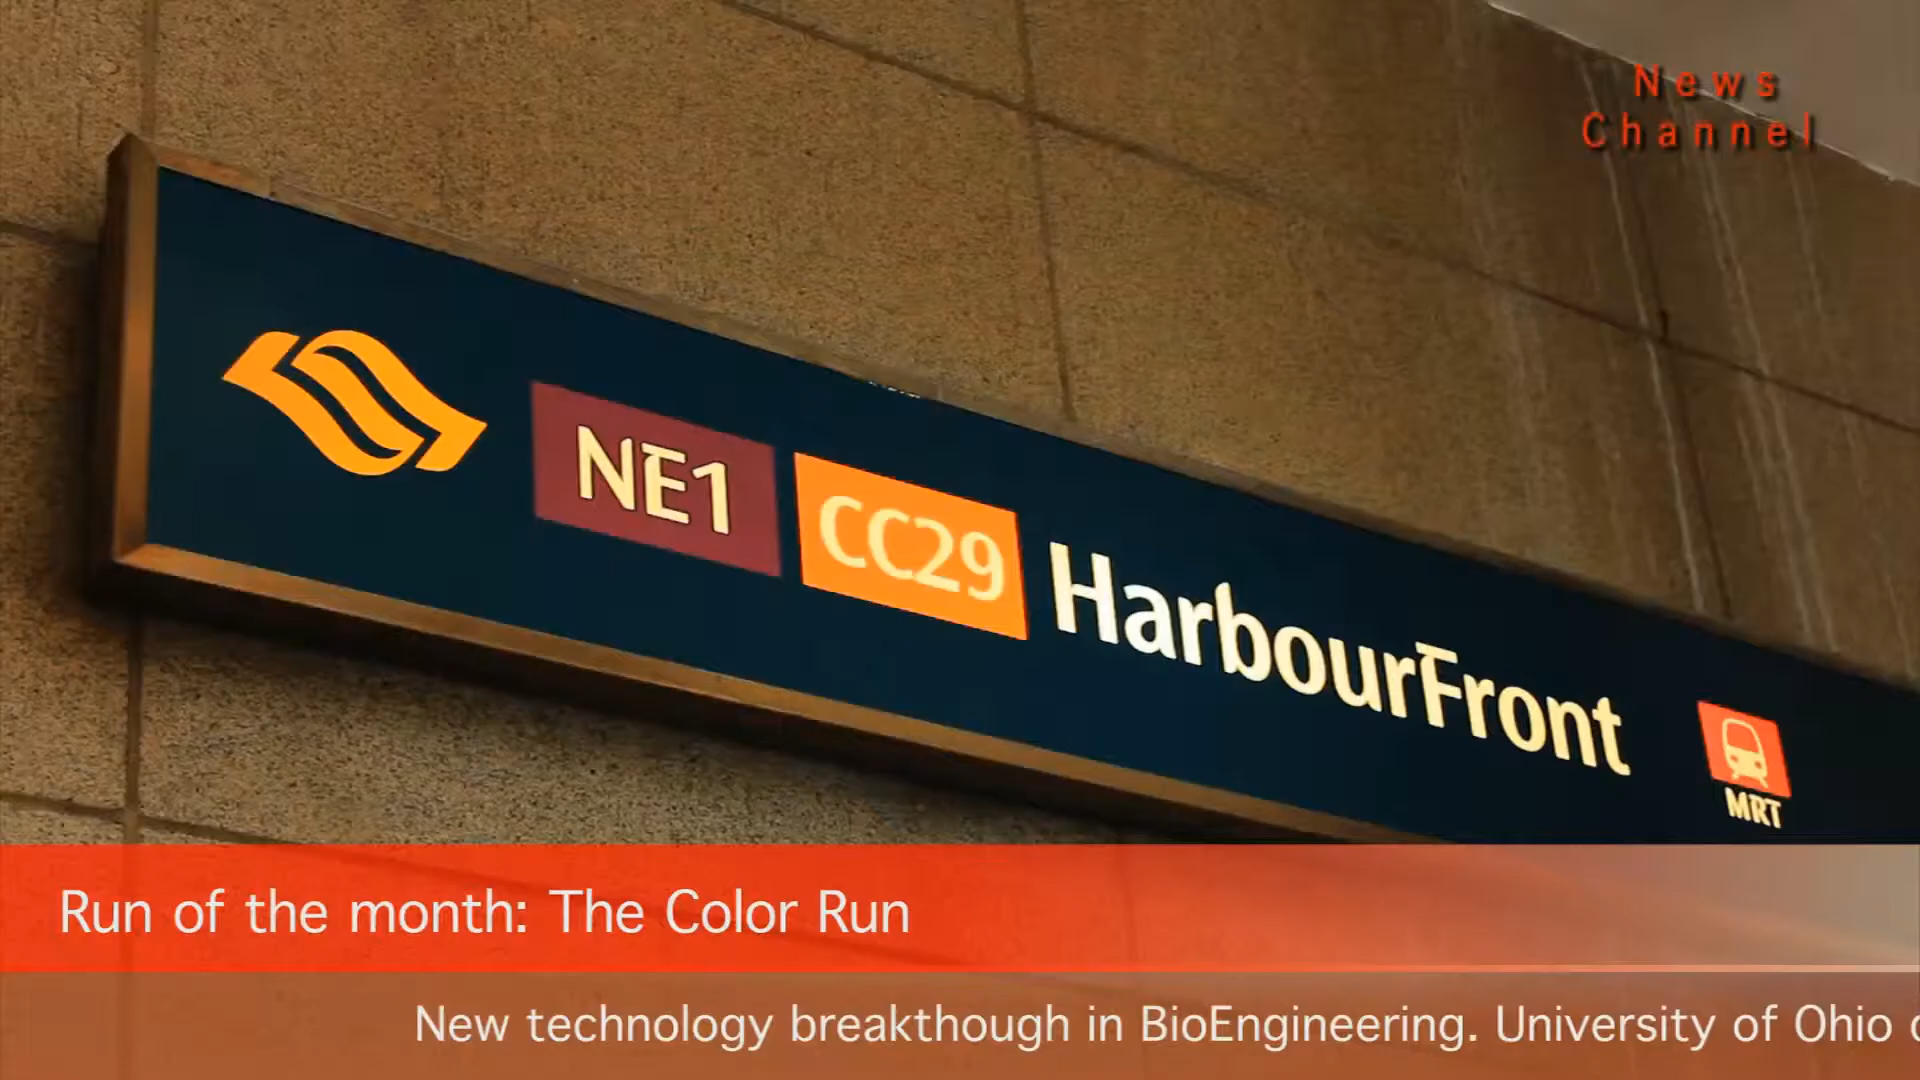 News
Channel
NE1 CC29 HarbourFront
MRT
Run of the month: The Color Run
New technology breakthough in BioEngineering. University of Ohio